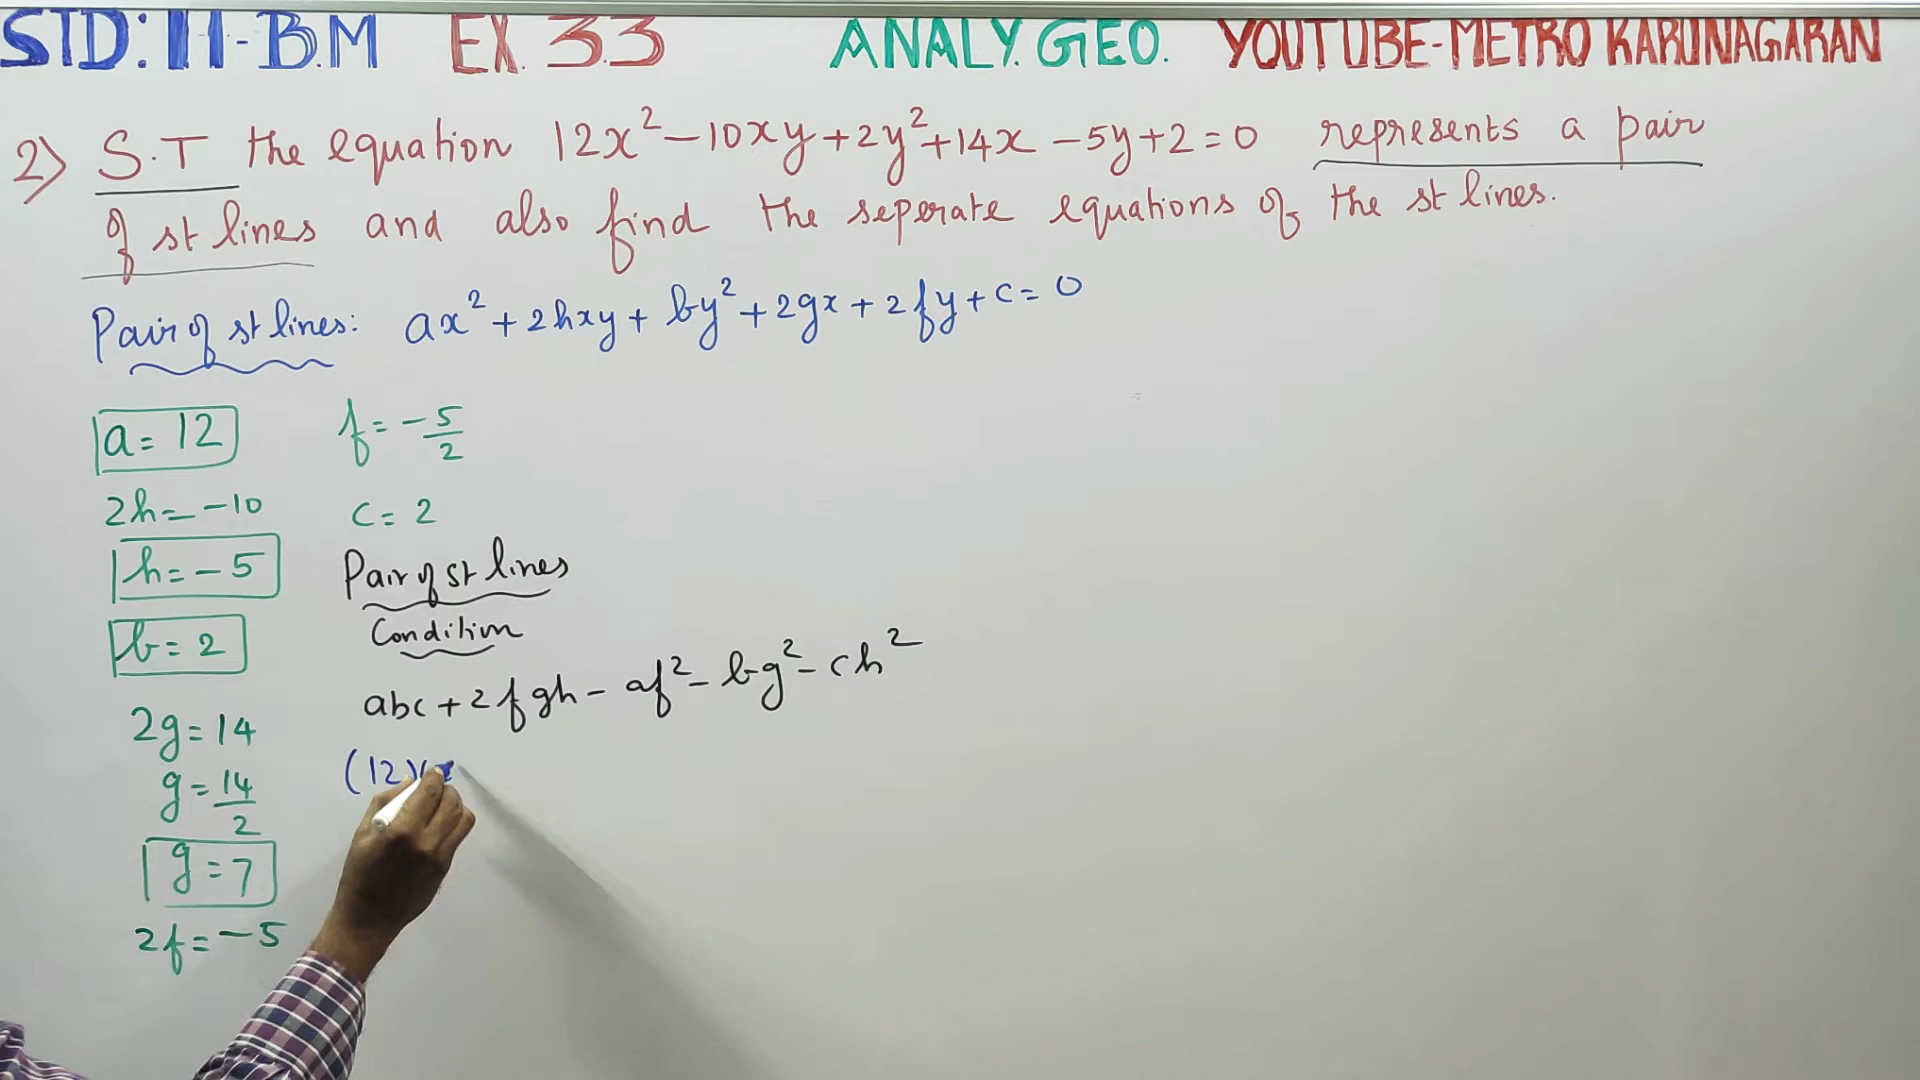 STD: 11-B.M EX. 3.3 ANALY. GEO. YOUTUBE-METRO KARUNAGARAN
2) S.T the equation 12x² - 10xy + 2y² + 14x - 5y + 2 = 0 represents a pair
of st lines and also find the seperate equations of the st lines.
Pair of st lines: ax² + 2hxy + by² + 2gx + 2fy + c = 0
a = 12
2h = -10
h = -5
b = 2
2g = 14
g = 14/2
g = 7
2f = -5
f = -5/2
c = 2
Pair of st lines
Condition
abc + 2fgh - af² - bg² - ch²
(12)(2